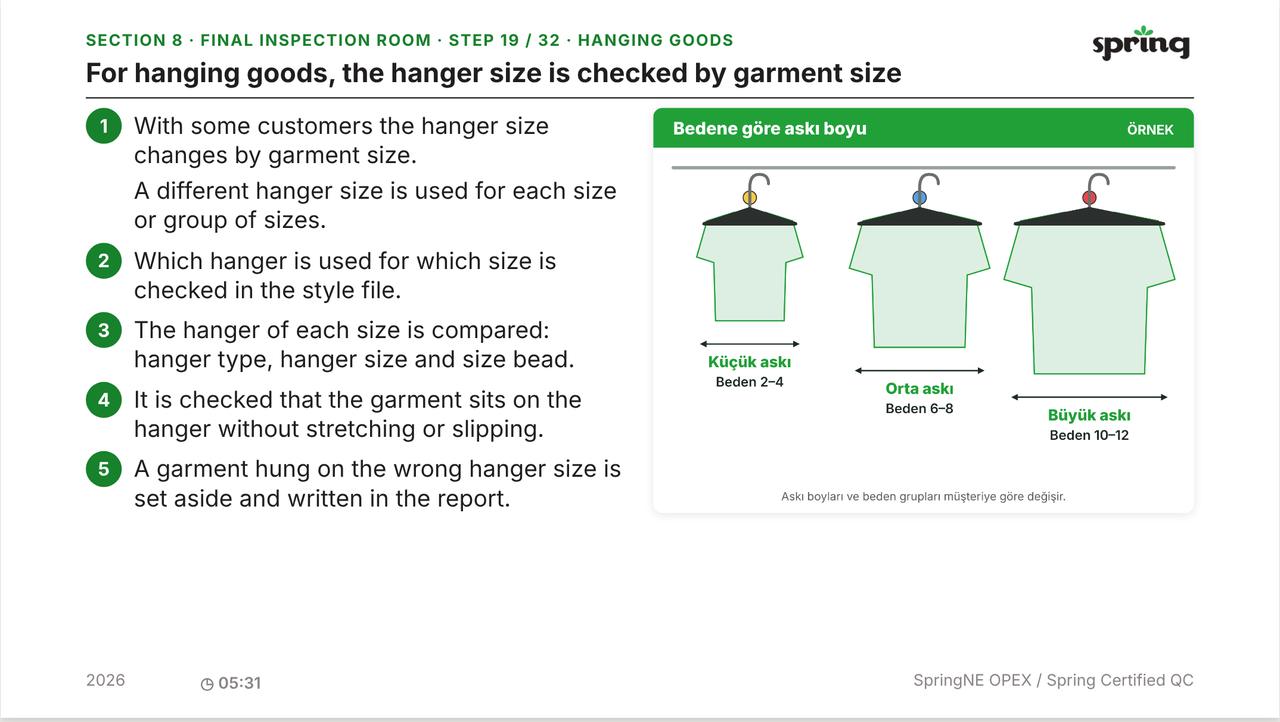 SECTION 8 · FINAL INSPECTION ROOM · STEP 19 / 32 · HANGING GOODS
spring
For hanging goods, the hanger size is checked by garment size
1 With some customers the hanger size
changes by garment size.
A different hanger size is used for each size
or group of sizes.
2 Which hanger is used for which size is
checked in the style file.
3 The hanger of each size is compared:
hanger type, hanger size and size bead.
4 It is checked that the garment sits on the
hanger without stretching or slipping.
5 A garment hung on the wrong hanger size is
set aside and written in the report.
Bedene göre askı boyu
ÖRNEK
Küçük askı
Beden 2–4
Orta askı
Beden 6–8
Büyük askı
Beden 10–12
Askı boyları ve beden grupları müşteriye göre değişir.
2026
05:31
SpringNE OPEX / Spring Certified QC